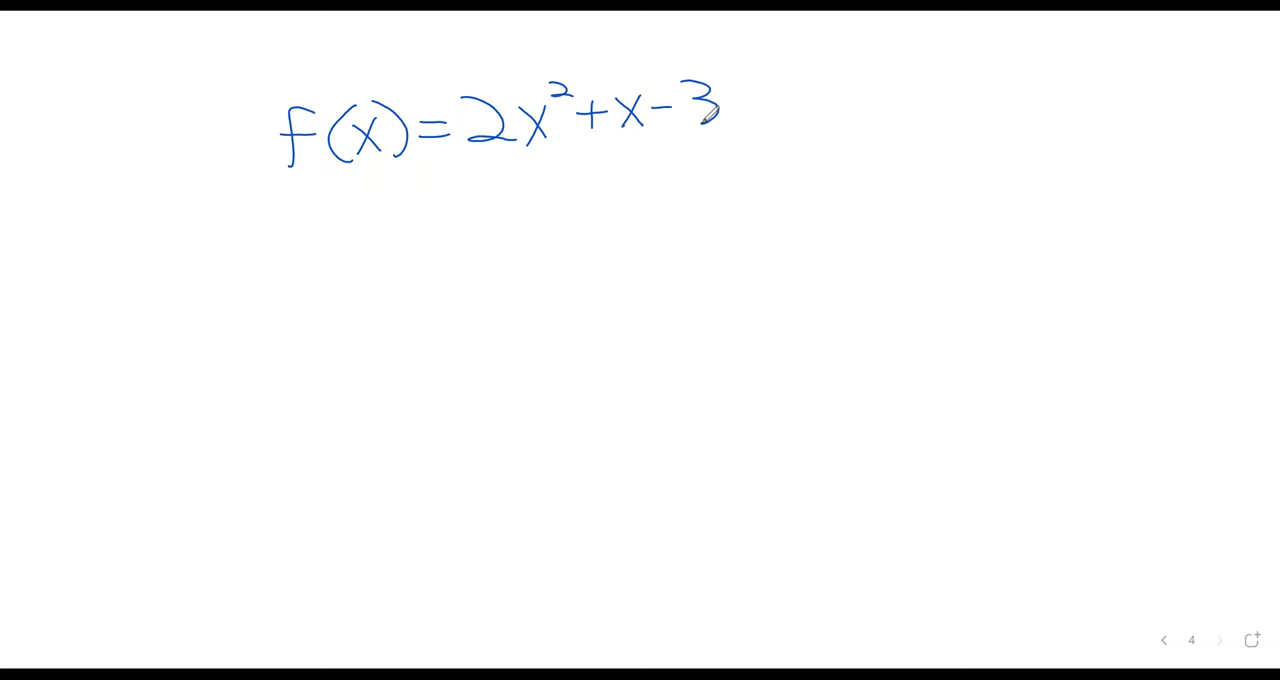 f(x) = 2x² + x - 3
4